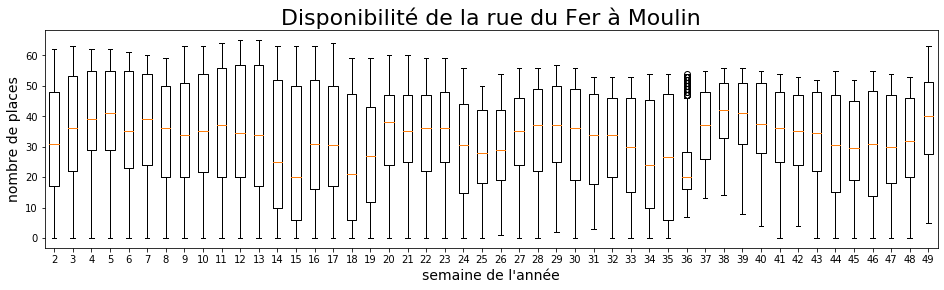 Disponibilité de la rue du Fer à Moulin
nombre de places
60
50
40
30
20
10
0
2 3 4 5 6 7 8 9 10 11 12 13 14 15 16 17 18 19 20 21 22 23 24 25 26 27 28 29 30 31 32 33 34 35 36 37 38 39 40 41 42 43 44 45 46 47 48 49
semaine de l'année